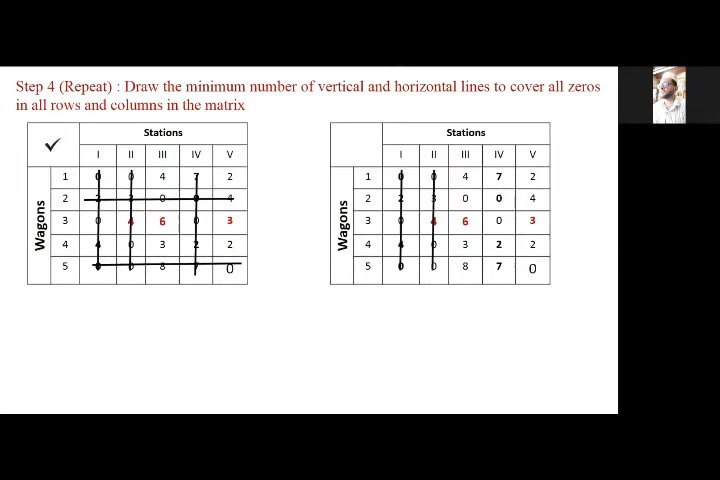 Step 4 (Repeat) : Draw the minimum number of vertical and horizontal lines to cover all zeros
in all rows and columns in the matrix
Stations
I II III IV V
Wagons
1 0 0 4 7 2
2 2 3 0 0 4
3 0 4 6 0 3
4 4 0 3 2 2
5 0 0 8 7 0
Stations
I II III IV V
Wagons
1 0 0 4 7 2
2 2 3 0 0 4
3 0 4 6 0 3
4 4 0 3 2 2
5 0 0 8 7 0